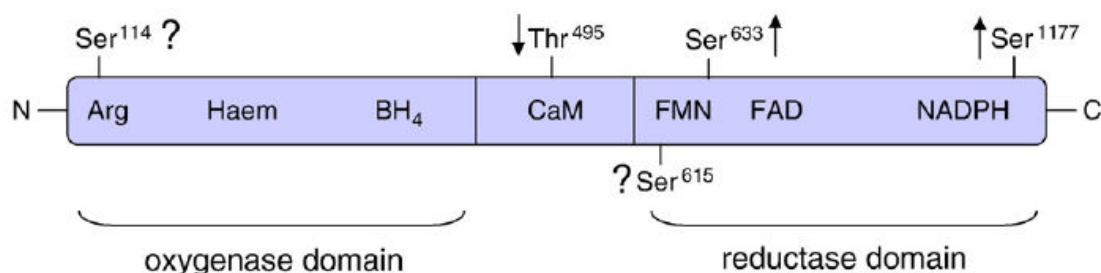 Ser¹¹⁴ ?
↓ Thr⁴⁹⁵
Ser⁶³³ ↑
↑ Ser¹¹⁷⁷
N
Arg
Haem
BH₄
CaM
FMN
FAD
NADPH
C
? Ser⁶¹⁵
oxygenase domain
reductase domain